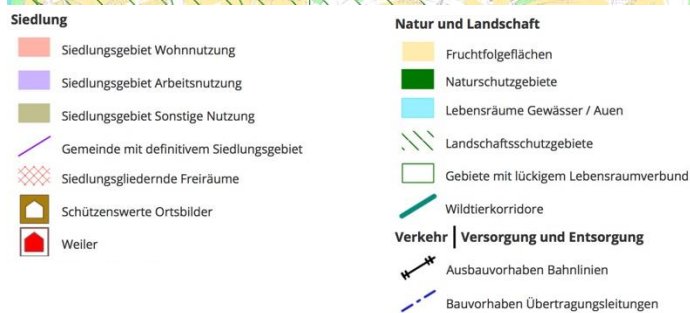 Siedlung
Siedlungsgebiet Wohnnutzung
Siedlungsgebiet Arbeitsnutzung
Siedlungsgebiet Sonstige Nutzung
Gemeinde mit definitivem Siedlungsgebiet
Siedlungsgliedernde Freiräume
Schützenswerte Ortsbilder
Weiler
Natur und Landschaft
Fruchtfolgeflächen
Naturschutzgebiete
Lebensräume Gewässer / Auen
Landschaftsschutzgebiete
Gebiete mit lückigem Lebensraumverbund
Wildtierkorridore
Verkehr | Versorgung und Entsorgung
Ausbauvorhaben Bahnlinien
Bauvorhaben Übertragungsleitungen